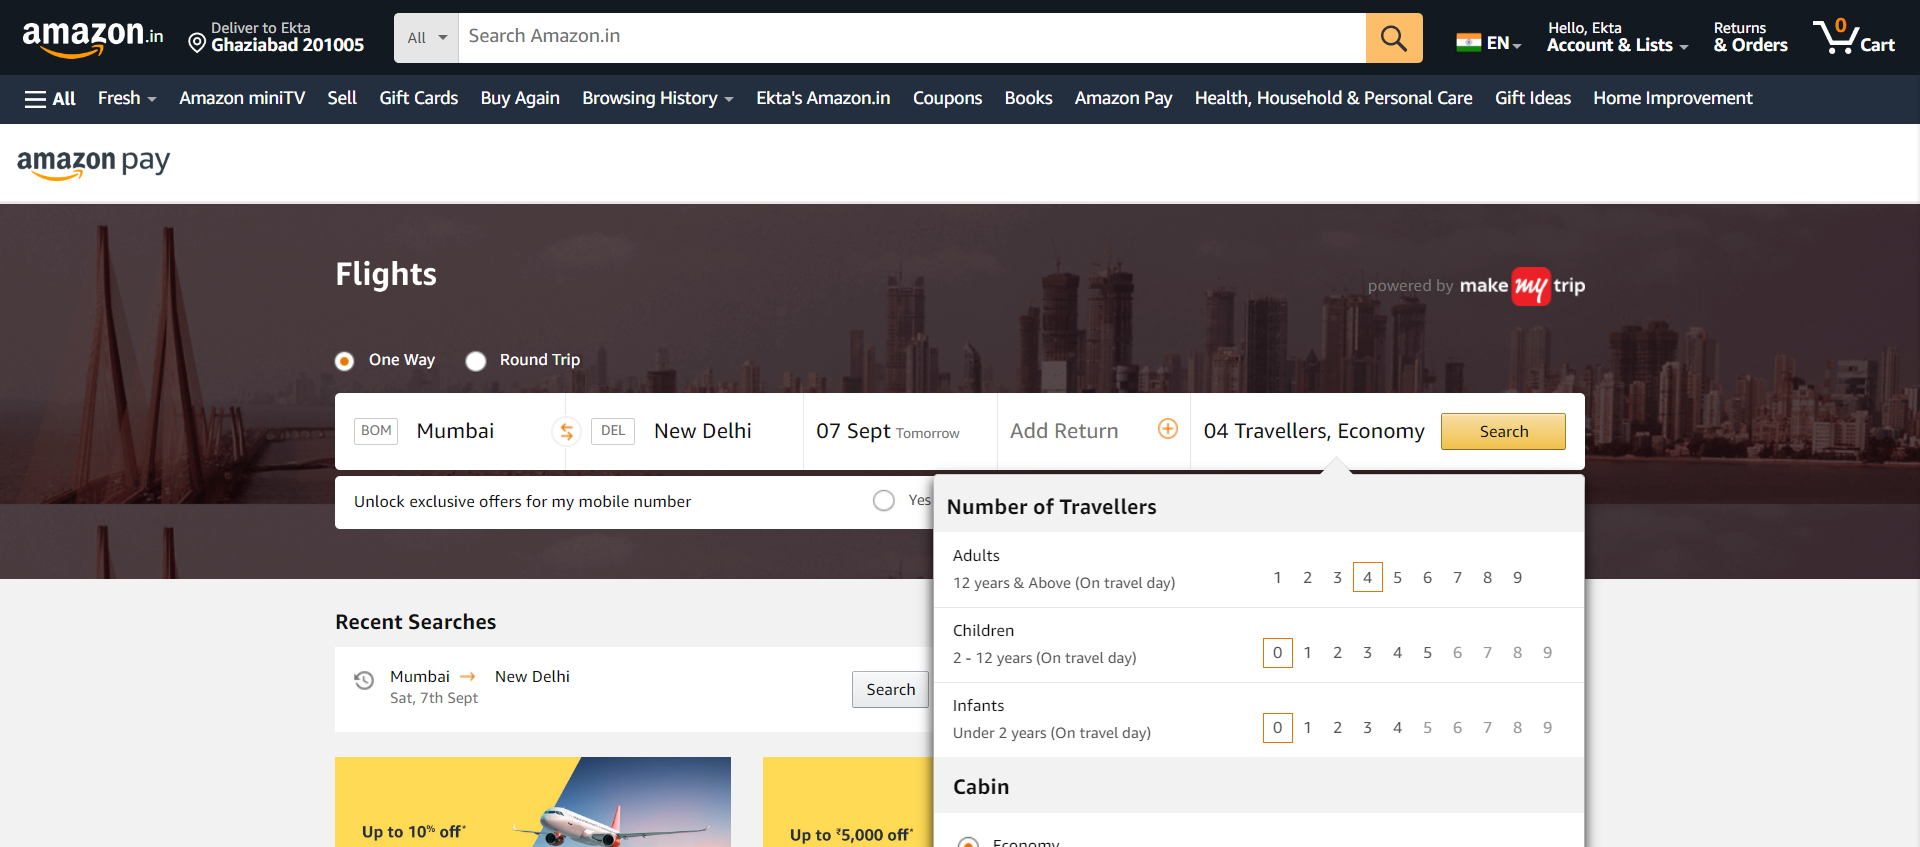 amazon.in
Deliver to Ekta
Ghaziabad 201005
All
Search Amazon.in
EN
Hello, Ekta
Account & Lists
Returns
& Orders
0
Cart
All
Fresh
Amazon miniTV
Sell
Gift Cards
Buy Again
Browsing History
Ekta's Amazon.in
Coupons
Books
Amazon Pay
Health, Household & Personal Care
Gift Ideas
Home Improvement
amazon pay
Flights
powered by make my trip
One Way
Round Trip
BOM Mumbai
DEL New Delhi
07 Sept Tomorrow
Add Return
04 Travellers, Economy
Search
Unlock exclusive offers for my mobile number
Yes
Number of Travellers
Adults
12 years & Above (On travel day)
1 2 3 4 5 6 7 8 9
Children
2 - 12 years (On travel day)
0 1 2 3 4 5 6 7 8 9
Infants
Under 2 years (On travel day)
0 1 2 3 4 5 6 7 8 9
Cabin
Economy
Recent Searches
Mumbai → New Delhi
Sat, 7th Sept
Search
Up to 10% off*
Up to ₹5,000 off*